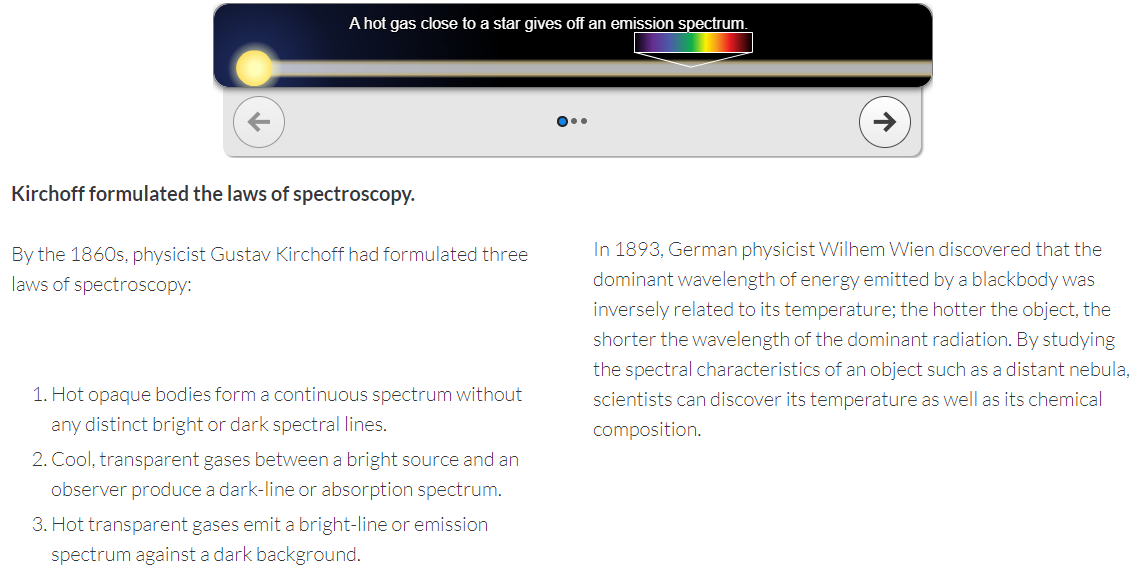 A hot gas close to a star gives off an emission spectrum.
Kirchoff formulated the laws of spectroscopy.
By the 1860s, physicist Gustav Kirchoff had formulated three
laws of spectroscopy:
1. Hot opaque bodies form a continuous spectrum without
any distinct bright or dark spectral lines.
2. Cool, transparent gases between a bright source and an
observer produce a dark-line or absorption spectrum.
3. Hot transparent gases emit a bright-line or emission
spectrum against a dark background.
In 1893, German physicist Wilhem Wien discovered that the
dominant wavelength of energy emitted by a blackbody was
inversely related to its temperature; the hotter the object, the
shorter the wavelength of the dominant radiation. By studying
the spectral characteristics of an object such as a distant nebula,
scientists can discover its temperature as well as its chemical
composition.